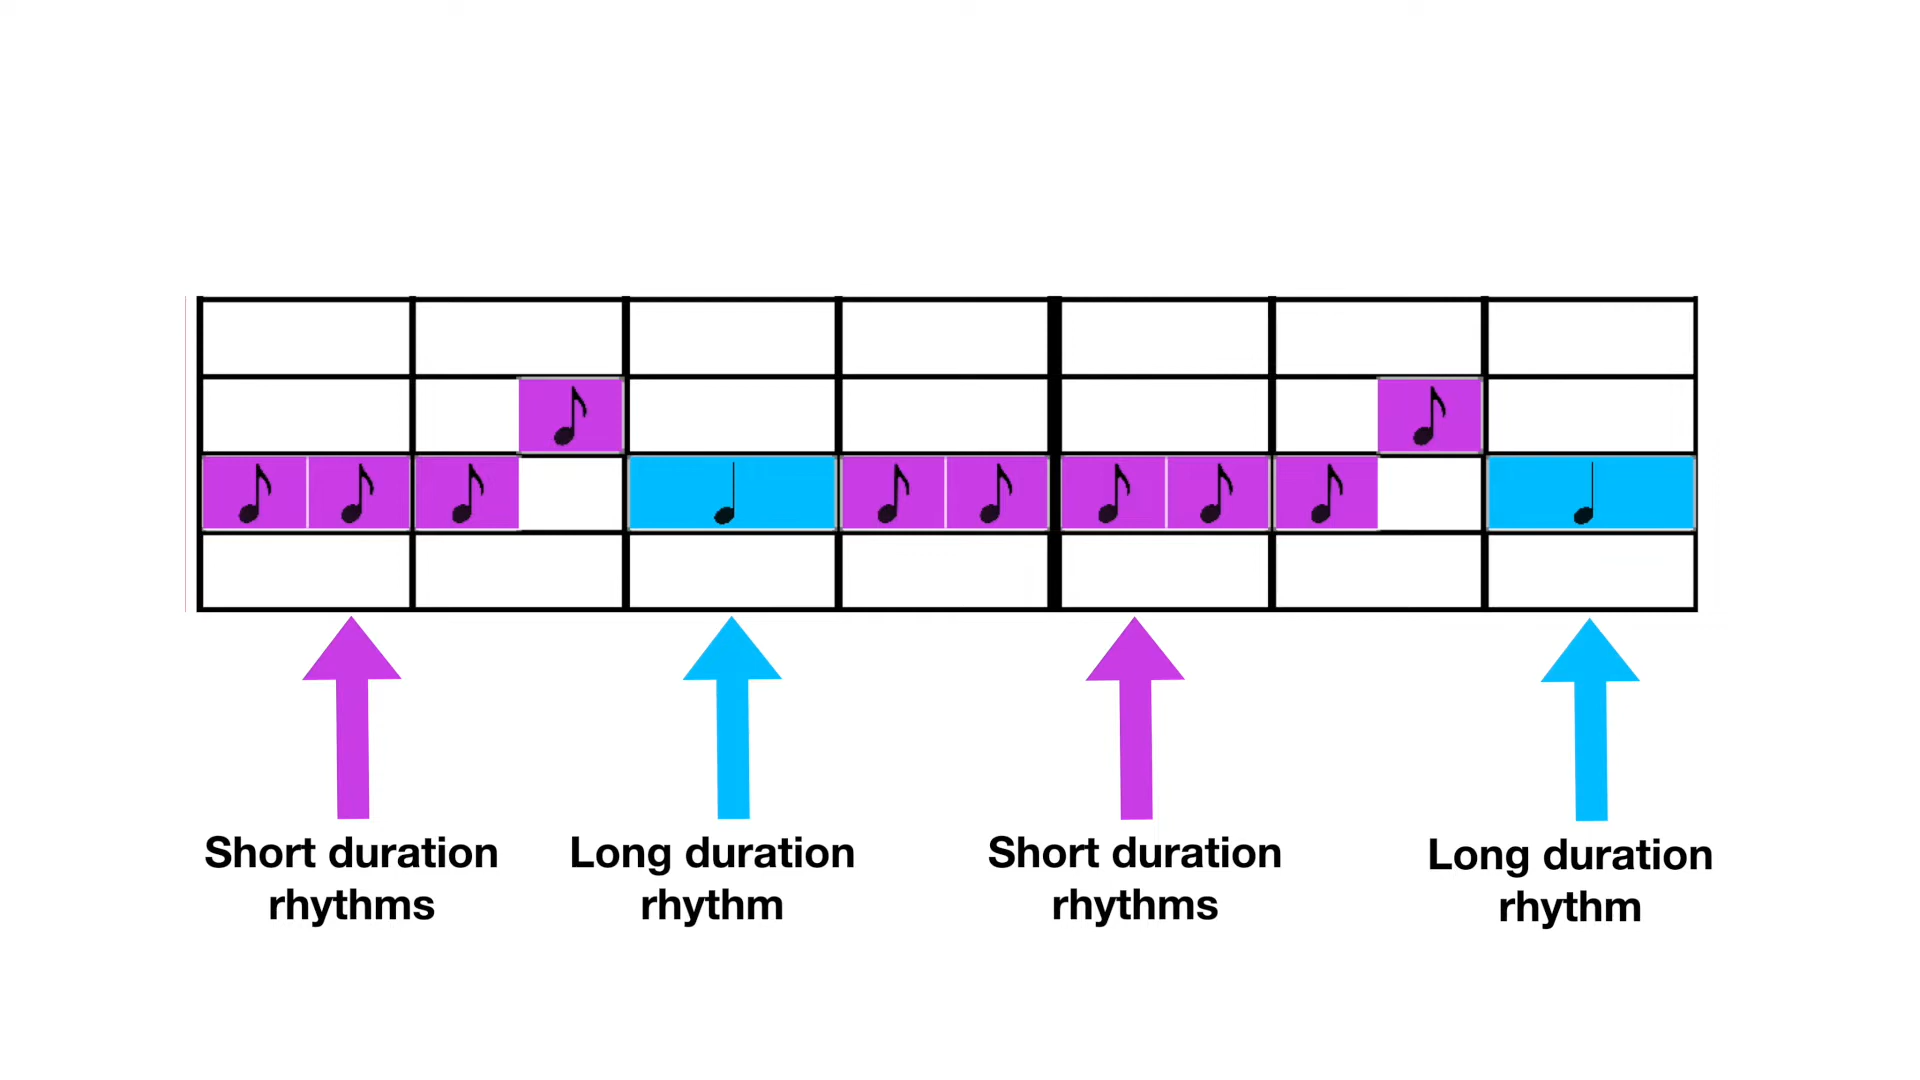 Short duration
rhythms
Long duration
rhythm
Short duration
rhythms
Long duration
rhythm